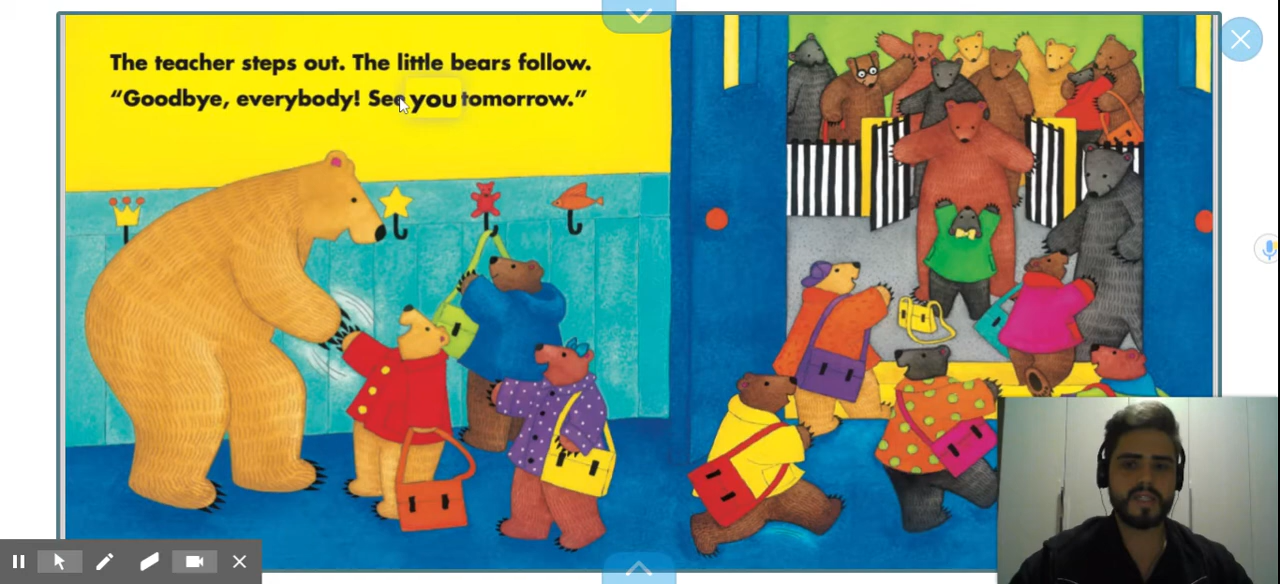 The teacher steps out. The little bears follow.
“Goodbye, everybody! See you tomorrow.”